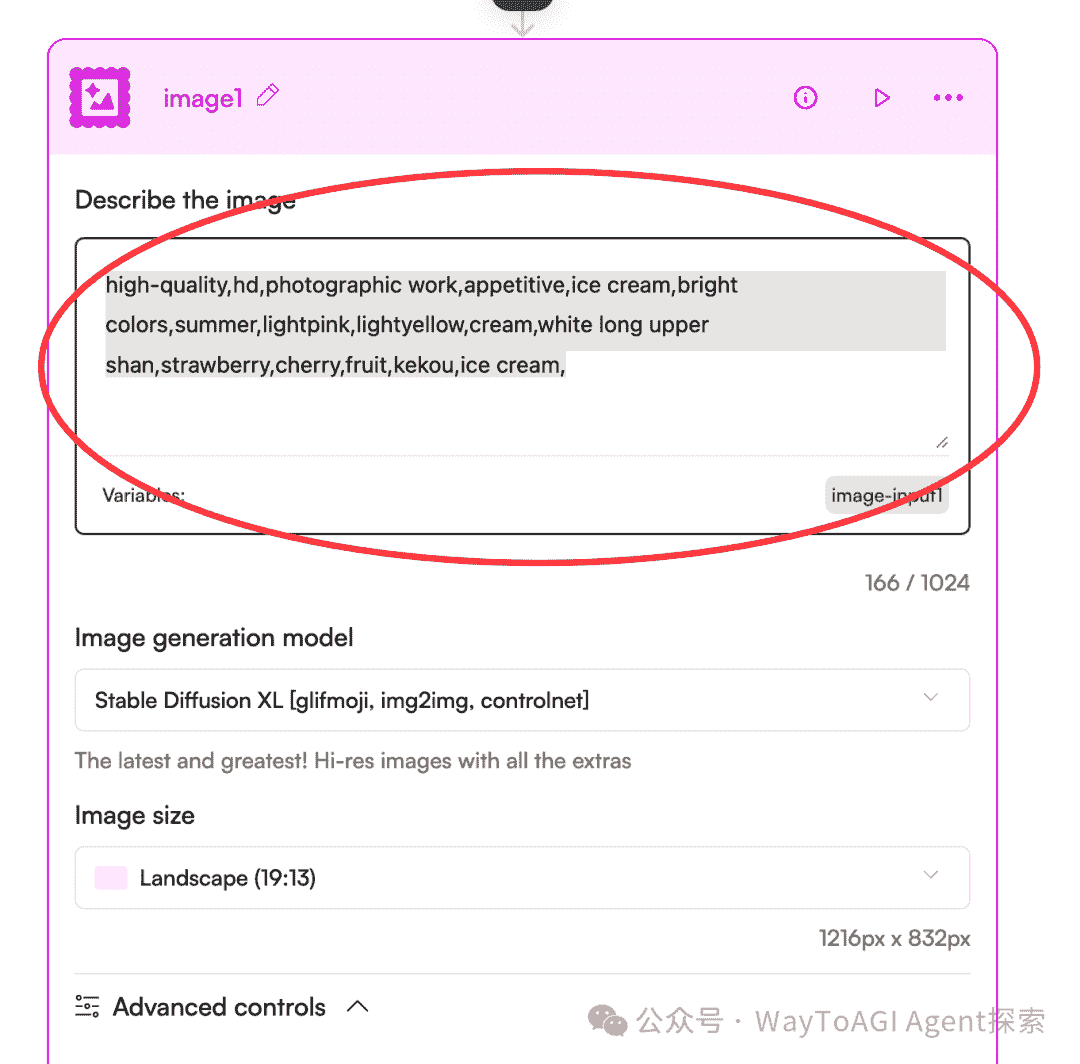 image1
Describe the image
high-quality,hd,photographic work,appetitive,ice cream,bright
colors,summer,lightpink,lightyellow,cream,white long upper
shan,strawberry,cherry,fruit,kekou,ice cream,
Variables:
image-input1
166 / 1024
Image generation model
Stable Diffusion XL [glifmoji, img2img, controlnet]
The latest and greatest! Hi-res images with all the extras
Image size
Landscape (19:13)
1216px x 832px
Advanced controls
公众号 · WayToAGI Agent探索